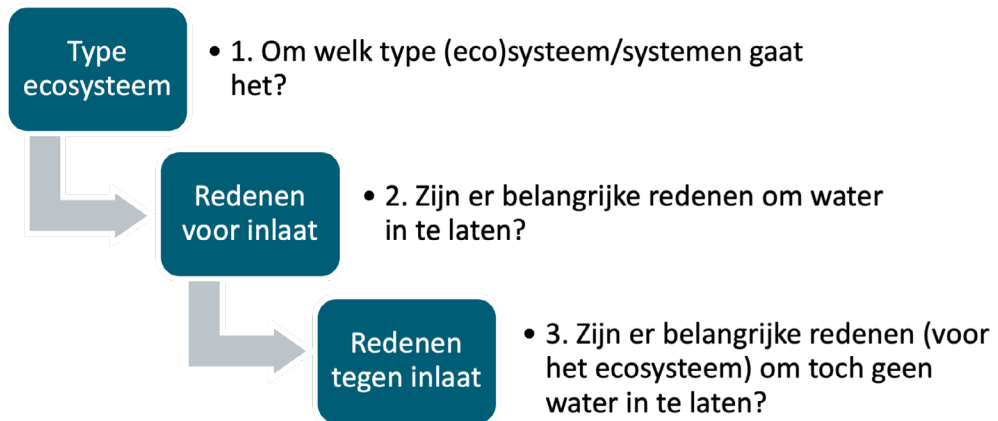 Type
ecosysteem
• 1. Om welk type (eco)systeem/systemen gaat
het?
Redenen
voor inlaat
• 2. Zijn er belangrijke redenen om water
in te laten?
Redenen
tegen inlaat
• 3. Zijn er belangrijke redenen (voor
het ecosysteem) om toch geen
water in te laten?